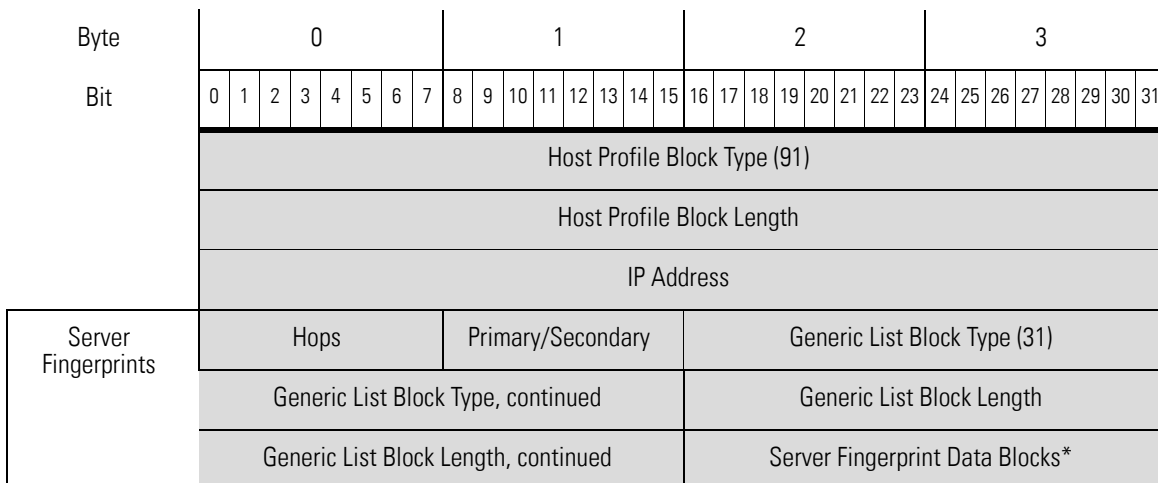 Byte 0 1 2 3
Bit 0 1 2 3 4 5 6 7 8 9 10 11 12 13 14 15 16 17 18 19 20 21 22 23 24 25 26 27 28 29 30 31
Host Profile Block Type (91)
Host Profile Block Length
IP Address
Server Fingerprints Hops Primary/Secondary Generic List Block Type (31)
Generic List Block Type, continued Generic List Block Length
Generic List Block Length, continued Server Fingerprint Data Blocks*